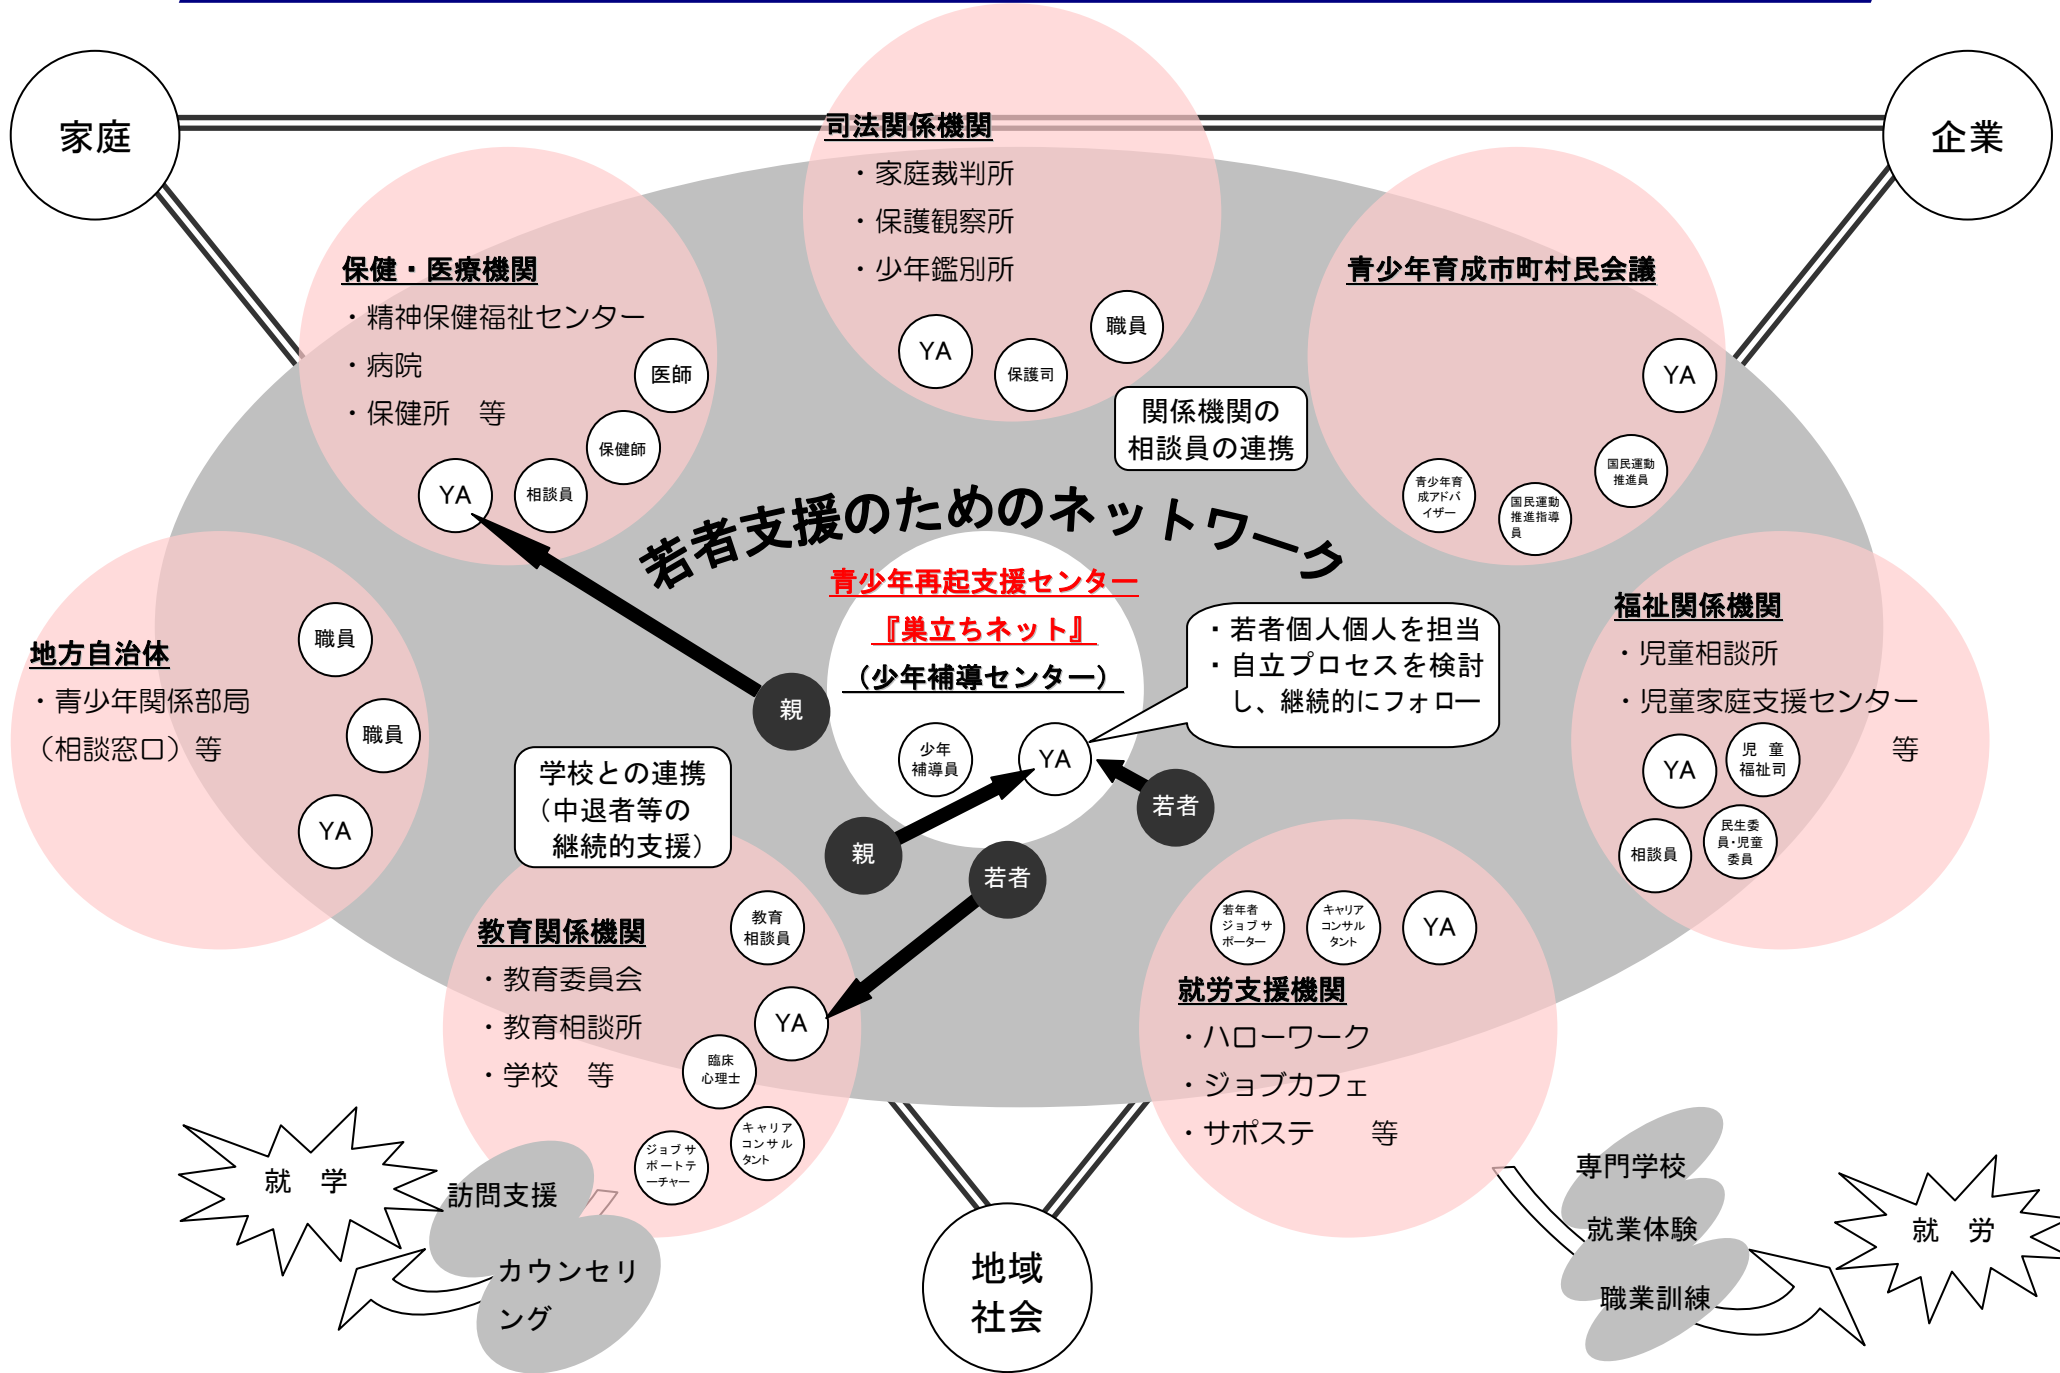 家庭
企業
司法関係機関
・家庭裁判所
・保護観察所
・少年鑑別所
YA
保護司
職員
保健・医療機関
・精神保健福祉センター
・病院
・保健所　等
医師
保健師
相談員
YA
青少年育成市町村民会議
YA
国民運動
推進員
国民運動
推進指導
員
青少年育
成アドバ
イザー
関係機関の
相談員の連携
若者支援のためのネットワーク
青少年再起支援センター
『巣立ちネット』
（少年補導センター）
少年
補導員
YA
・若者個人個人を担当
・自立プロセスを検討
し、継続的にフォロー
親
親
若者
若者
地方自治体
・青少年関係部局
（相談窓口）等
職員
職員
YA
福祉関係機関
・児童相談所
・児童家庭支援センター
等
YA
児　童
福祉司
相談員
民生委
員・児童
委員
学校との連携
（中退者等の
継続的支援）
教育関係機関
・教育委員会
・教育相談所
・学校　等
教育
相談員
YA
臨床
心理士
キャリア
コンサル
タント
ジョブサ
ポートテ
ーチャー
若年者
ジョブサ
ポーター
キャリア
コンサル
タント
YA
就労支援機関
・ハローワーク
・ジョブカフェ
・サポステ　　等
就　学
訪問支援
カウンセリ
ング
地域
社会
専門学校
就業体験
職業訓練
就　労